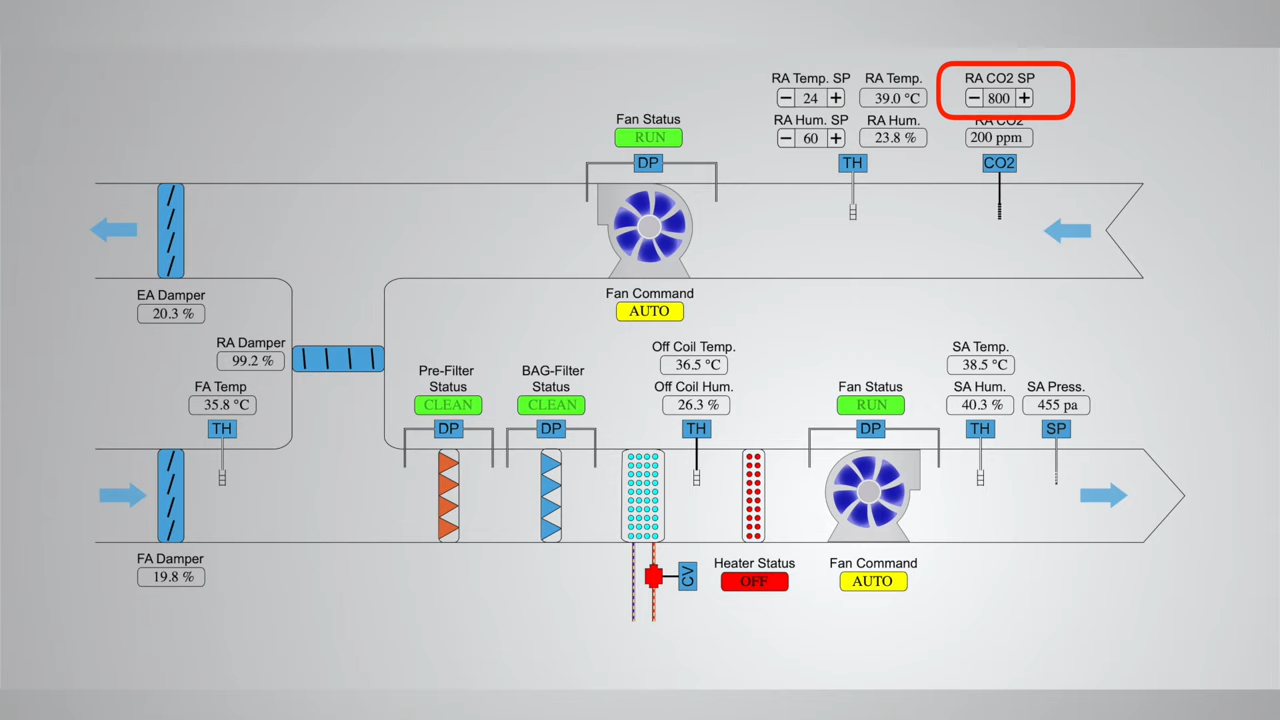 RA Temp. SP
− 24 +
RA Temp.
39.0 °C
RA CO2 SP
− 800 +
RA Hum. SP
− 60 +
RA Hum.
23.8 %
RA CO2
200 ppm
TH
CO2
Fan Status
RUN
DP
Fan Command
AUTO
EA Damper
20.3 %
RA Damper
99.2 %
FA Temp
35.8 °C
TH
Pre-Filter
Status
CLEAN
DP
BAG-Filter
Status
CLEAN
DP
Off Coil Temp.
36.5 °C
Off Coil Hum.
26.3 %
TH
Fan Status
RUN
DP
SA Temp.
38.5 °C
SA Hum.
40.3 %
TH
SA Press.
455 pa
SP
FA Damper
19.8 %
CV
Heater Status
OFF
Fan Command
AUTO